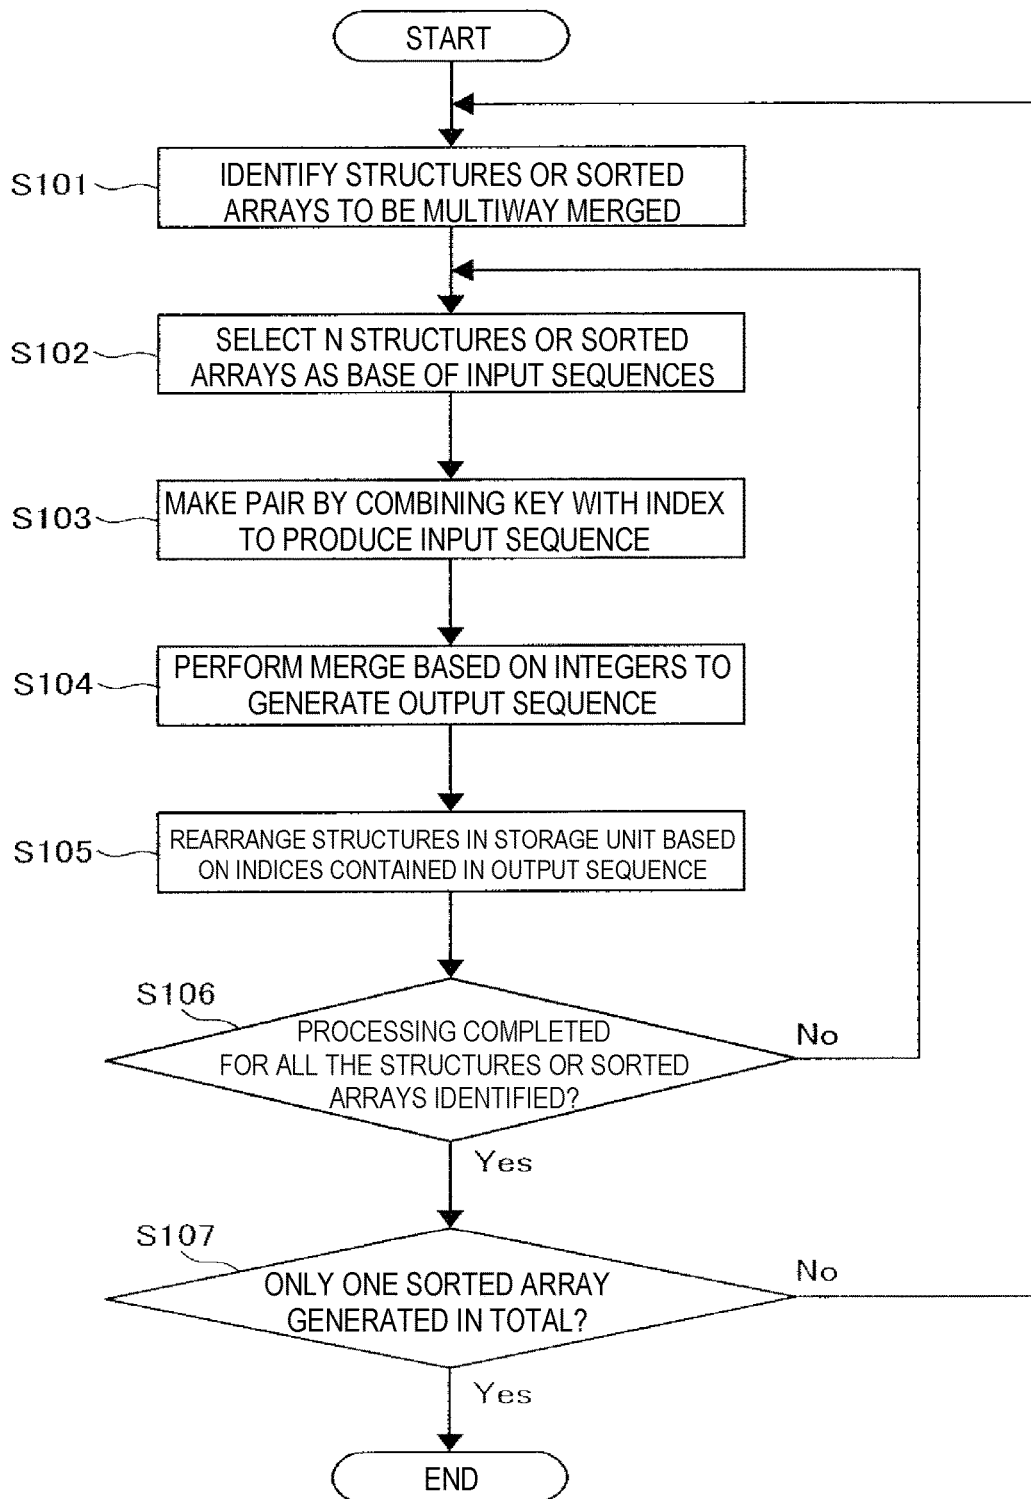 START
S101
IDENTIFY STRUCTURES OR SORTED
ARRAYS TO BE MULTIWAY MERGED
S102
SELECT N STRUCTURES OR SORTED
ARRAYS AS BASE OF INPUT SEQUENCES
S103
MAKE PAIR BY COMBINING KEY WITH INDEX
TO PRODUCE INPUT SEQUENCE
S104
PERFORM MERGE BASED ON INTEGERS TO
GENERATE OUTPUT SEQUENCE
S105
REARRANGE STRUCTURES IN STORAGE UNIT BASED
ON INDICES CONTAINED IN OUTPUT SEQUENCE
S106
PROCESSING COMPLETED
FOR ALL THE STRUCTURES OR SORTED
ARRAYS IDENTIFIED?
No
Yes
S107
ONLY ONE SORTED ARRAY
GENERATED IN TOTAL?
No
Yes
END